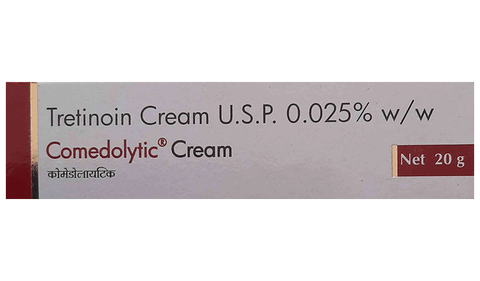 Tretinoin Cream U.S.P. 0.025% w/w
Comedolytic® Cream
कोमेडोलायटिक
Net 20 g